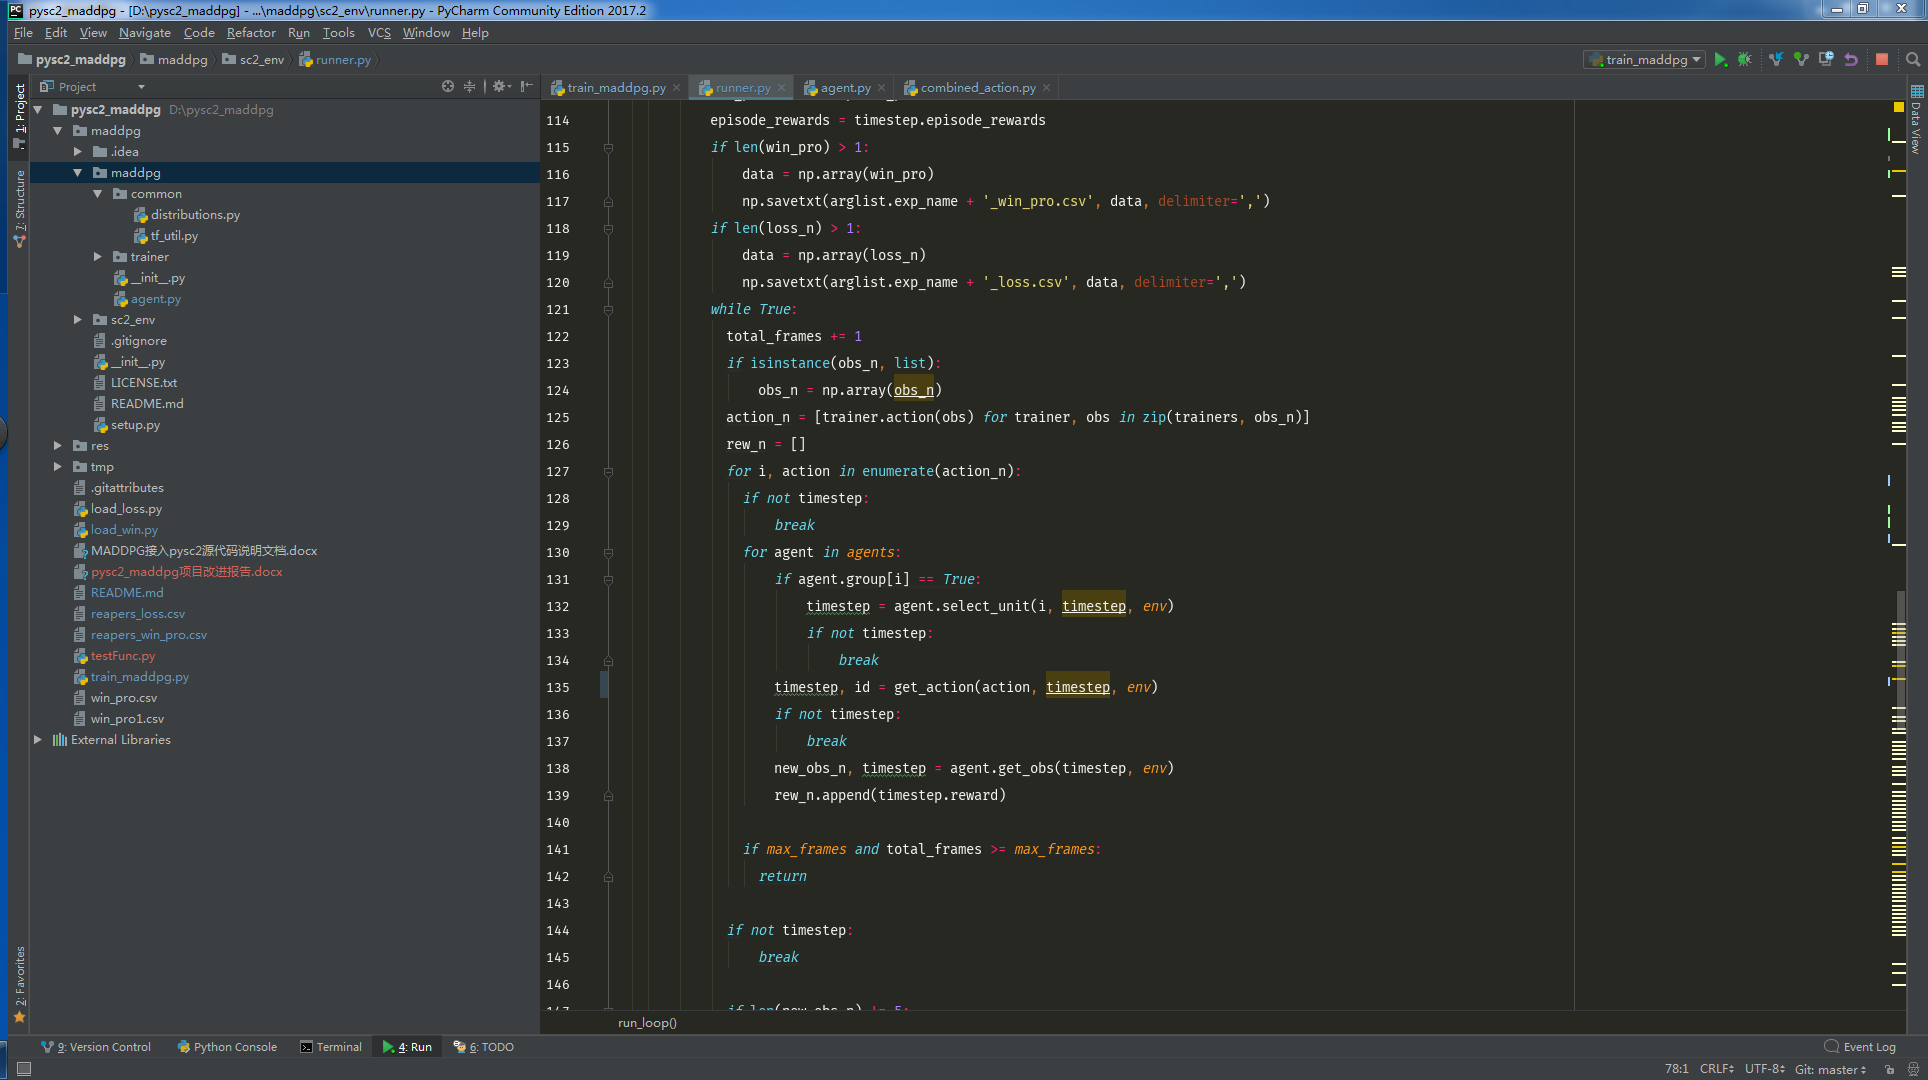 pysc2_maddpg - [D:\pysc2_maddpg] - ...\maddpg\sc2_env\runner.py - PyCharm Community Edition 2017.2
File Edit View Navigate Code Refactor Run Tools VCS Window Help
pysc2_maddpg maddpg sc2_env runner.py train_maddpg
1: Project
7: Structure
2: Favorites
Data View
Project
pysc2_maddpg D:\pysc2_maddpg
maddpg
.idea
maddpg
common
distributions.py
tf_util.py
trainer
__init__.py
agent.py
sc2_env
.gitignore
__init__.py
LICENSE.txt
README.md
setup.py
res
tmp
.gitattributes
load_loss.py
load_win.py
MADDPG接入pysc2源代码说明文档.docx
pysc2_maddpg项目改进报告.docx
README.md
reapers_loss.csv
reapers_win_pro.csv
testFunc.py
train_maddpg.py
win_pro.csv
win_pro1.csv
External Libraries
train_maddpg.py runner.py agent.py combined_action.py
114 episode_rewards = timestep.episode_rewards
115 if len(win_pro) > 1:
116 data = np.array(win_pro)
117 np.savetxt(arglist.exp_name + '_win_pro.csv', data, delimiter=',')
118 if len(loss_n) > 1:
119 data = np.array(loss_n)
120 np.savetxt(arglist.exp_name + '_loss.csv', data, delimiter=',')
121 while True:
122 total_frames += 1
123 if isinstance(obs_n, list):
124 obs_n = np.array(obs_n)
125 action_n = [trainer.action(obs) for trainer, obs in zip(trainers, obs_n)]
126 rew_n = []
127 for i, action in enumerate(action_n):
128 if not timestep:
129 break
130 for agent in agents:
131 if agent.group[i] == True:
132 timestep = agent.select_unit(i, timestep, env)
133 if not timestep:
134 break
135 timestep, id = get_action(action, timestep, env)
136 if not timestep:
137 break
138 new_obs_n, timestep = agent.get_obs(timestep, env)
139 rew_n.append(timestep.reward)
140
141 if max_frames and total_frames >= max_frames:
142 return
143
144 if not timestep:
145 break
146
147 if len(new_obs_n) != 5:
run_loop()
9: Version Control Python Console Terminal 4: Run 6: TODO Event Log
78:1 CRLF UTF-8 Git: master